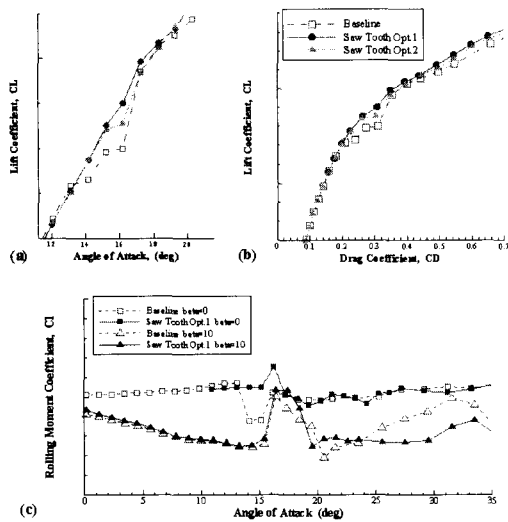 Baseline
Saw Tooth Opt.1
Saw Tooth Opt.2
Lift Coefficient, CL
12
14
16
18
20
(a)
Angle of Attack, (deg)
Lift Coefficient, CL
0
0.1
0.2
0.3
0.4
0.5
0.6
0.7
(b)
Drag Coefficient, CD
Baseline beta=0
Saw Tooth Opt.1 beta=0
Baseline beta=10
Saw Tooth Opt.1 beta=10
Rolling Moment Coefficient, Cl
0
5
10
15
20
25
30
35
(c)
Angle of Attack (deg)